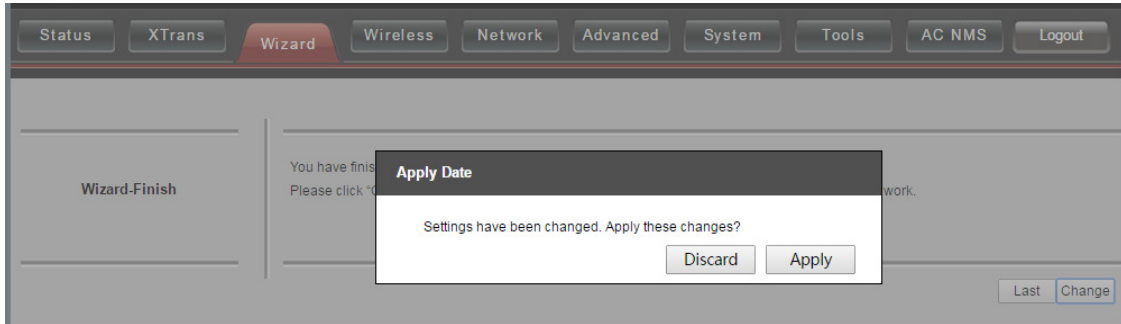 Status XTrans Wizard Wireless Network Advanced System Tools AC NMS Logout
You have finis
Wizard-Finish
Please click "
work.
Apply Date
Settings have been changed. Apply these changes?
Discard Apply
Last Change